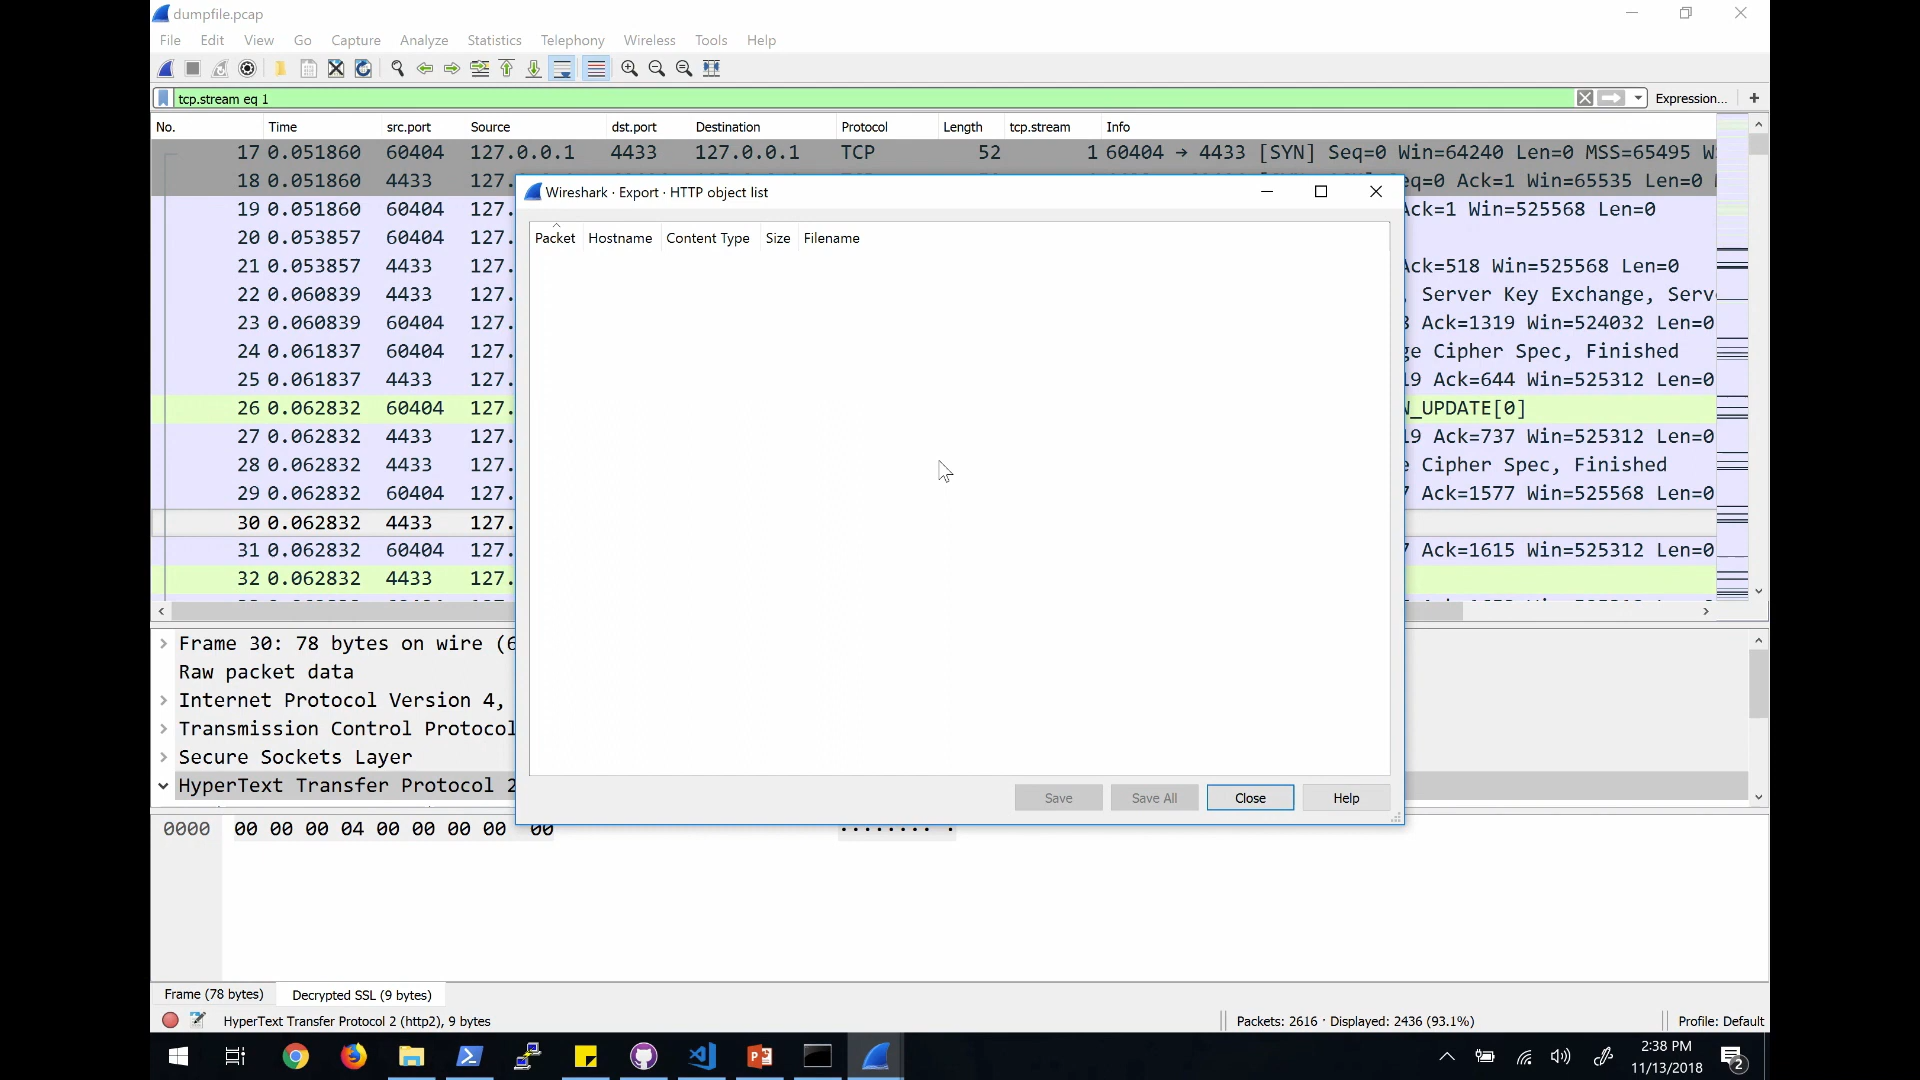 dumpfile.pcap
File Edit View Go Capture Analyze Statistics Telephony Wireless Tools Help
tcp.stream eq 1
Expression... +
No. Time src.port Source dst.port Destination Protocol Length tcp.stream Info
17 0.051860 60404 127.0.0.1 4433 127.0.0.1 TCP 52 1 60404 → 4433 [SYN] Seq=0 Win=64240 Len=0 MSS=65495
18 0.051860 4433 127. eq=0 Ack=1 Win=65535 Len=0
19 0.051860 60404 127. Ack=1 Win=525568 Len=0
20 0.053857 60404 127.
21 0.053857 4433 127. Ack=518 Win=525568 Len=0
22 0.060839 4433 127. , Server Key Exchange, Serv
23 0.060839 60404 127. Ack=1319 Win=524032 Len=0
24 0.061837 60404 127. ge Cipher Spec, Finished
25 0.061837 4433 127. 19 Ack=644 Win=525312 Len=0
26 0.062832 60404 127. _UPDATE[0]
27 0.062832 4433 127. 19 Ack=737 Win=525312 Len=0
28 0.062832 4433 127. e Cipher Spec, Finished
29 0.062832 60404 127. Ack=1577 Win=525568 Len=0
30 0.062832 4433 127.
31 0.062832 60404 127. Ack=1615 Win=525312 Len=0
32 0.062832 4433 127.
Wireshark · Export · HTTP object list
Packet Hostname Content Type Size Filename
Save Save All Close Help
Frame 30: 78 bytes on wire (6
Raw packet data
Internet Protocol Version 4,
Transmission Control Protocol
Secure Sockets Layer
HyperText Transfer Protocol 2
0000 00 00 00 04 00 00 00 00 00 ········ ·
Frame (78 bytes) Decrypted SSL (9 bytes)
HyperText Transfer Protocol 2 (http2), 9 bytes
Packets: 2616 · Displayed: 2436 (93.1%)
Profile: Default
2:38 PM
11/13/2018
2